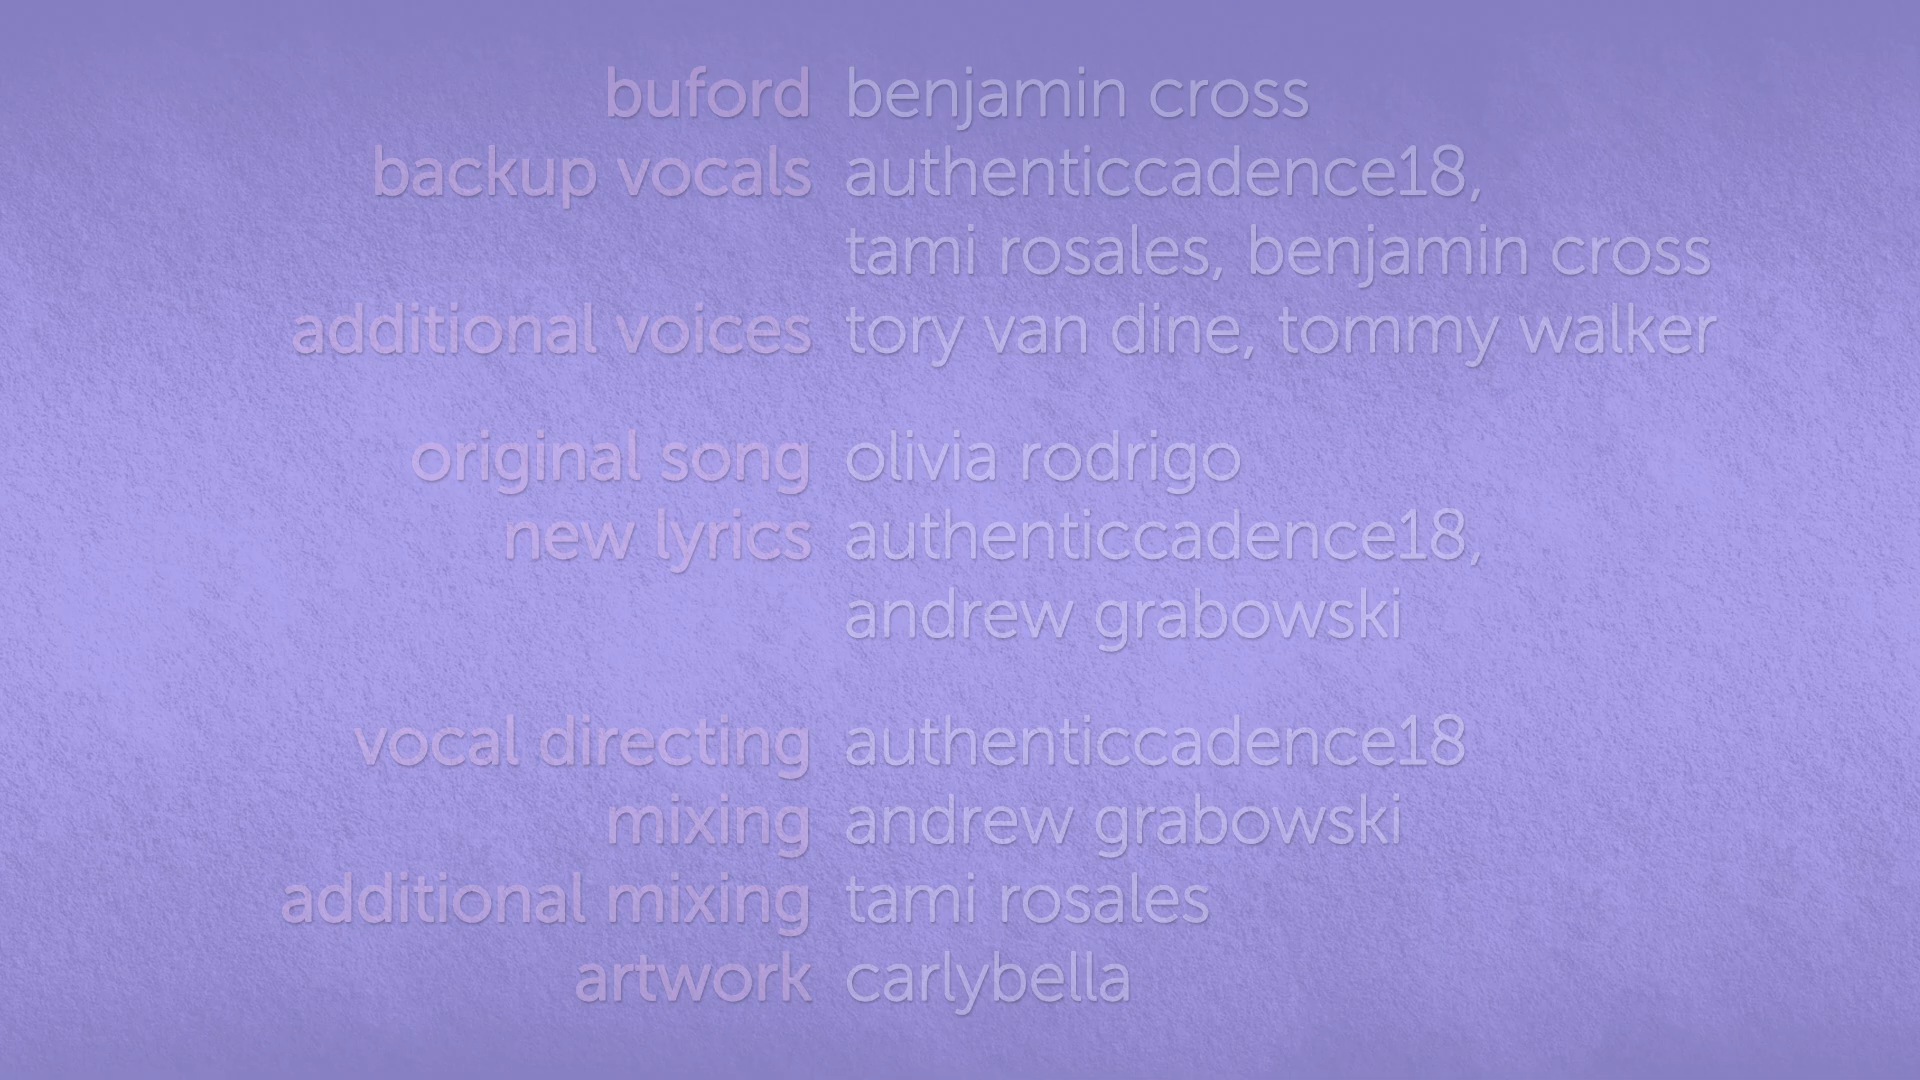 buford benjamin cross
backup vocals authenticcadence18,
tami rosales, benjamin cross
additional voices tory van dine, tommy walker
original song olivia rodrigo
new lyrics authenticcadence18,
andrew grabowski
vocal directing authenticcadence18
mixing andrew grabowski
additional mixing tami rosales
artwork carlybella